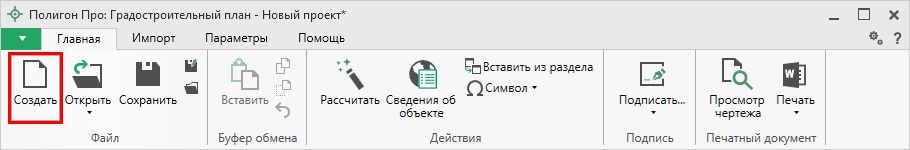 Полигон Про: Градостроительный план - Новый проект*
Главная Импорт Параметры Помощь
?
Создать Открыть Сохранить
Вставить
Рассчитать Сведения об объекте
Вставить из раздела
Ω Символ
Подписать...
Просмотр чертежа
W
Печать
Файл Буфер обмена Действия Подпись Печатный документ